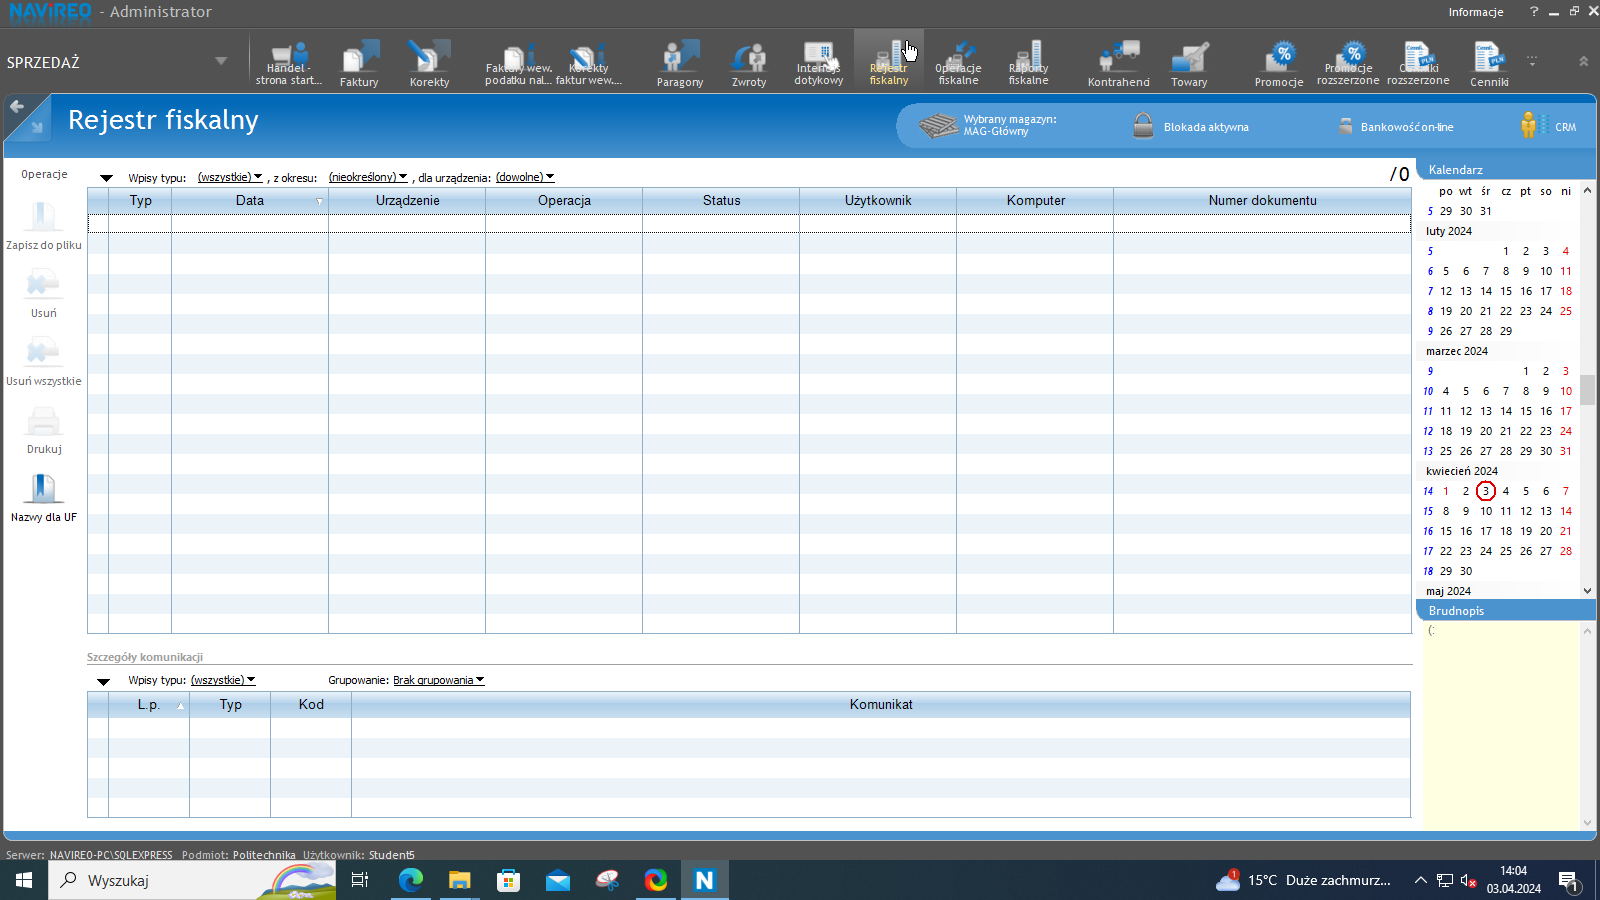 NAVIREO - Administrator
Informacje
SPRZEDAŻ
Handel - strona start...
Faktury
Korekty
Faktury wew. podatku nal...
Korekty faktur wew....
Paragony
Zwroty
Interfejs dotykowy
Rejestr fiskalny
Operacje fiskalne
Raporty fiskalne
Kontrahenci
Towary
Promocje
Promocje rozszerzone
Cenniki rozszerzone
Cenniki
Rejestr fiskalny
Wybrany magazyn:
MAG-Główny
Blokada aktywna
Bankowość on-line
CRM
Operacje
Zapisz do pliku
Usuń
Usuń wszystkie
Drukuj
Nazwy dla UF
Wpisy typu: (wszystkie) , z okresu: (nieokreślony) , dla urządzenia: (dowolne)
/0
Typ Data Urządzenie Operacja Status Użytkownik Komputer Numer dokumentu
Szczegóły komunikacji
Wpisy typu: (wszystkie) Grupowanie: Brak grupowania
L.p. Typ Kod Komunikat
Kalendarz
po wt śr cz pt so ni
5 29 30 31
luty 2024
5 1 2 3 4
6 5 6 7 8 9 10 11
7 12 13 14 15 16 17 18
8 19 20 21 22 23 24 25
9 26 27 28 29
marzec 2024
9 1 2 3
10 4 5 6 7 8 9 10
11 11 12 13 14 15 16 17
12 18 19 20 21 22 23 24
13 25 26 27 28 29 30 31
kwiecień 2024
14 1 2 3 4 5 6 7
15 8 9 10 11 12 13 14
16 15 16 17 18 19 20 21
17 22 23 24 25 26 27 28
18 29 30
maj 2024
Brudnopis
(:
Serwer: NAVIREO-PC\SQLEXPRESS Podmiot: Politechnika Użytkownik: Student5
Wyszukaj
N
1
15°C Duże zachmurz...
14:04
03.04.2024
1